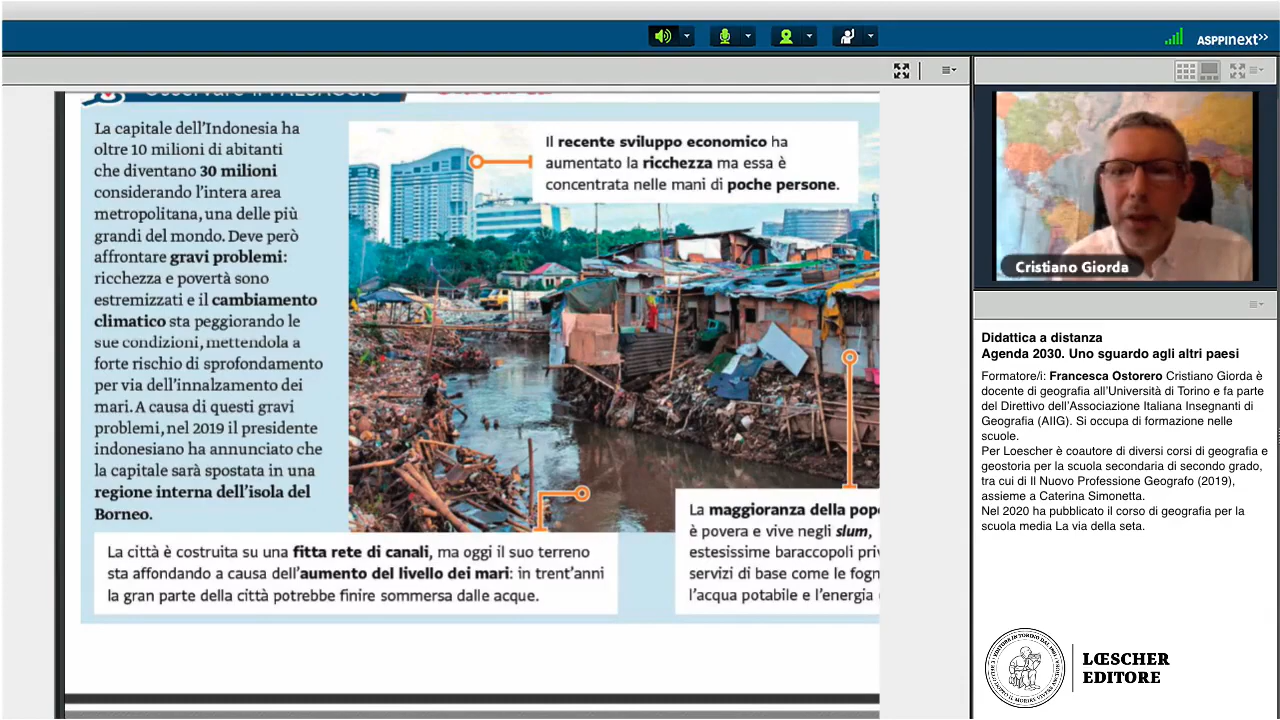 ASPPInext>>
La capitale dell'Indonesia ha
oltre 10 milioni di abitanti
che diventano 30 milioni
considerando l'intera area
metropolitana, una delle più
grandi del mondo. Deve però
affrontare gravi problemi:
ricchezza e povertà sono
estremizzati e il cambiamento
climatico sta peggiorando le
sue condizioni, mettendola a
forte rischio di sprofondamento
per via dell'innalzamento dei
mari. A causa di questi gravi
problemi, nel 2019 il presidente
indonesiano ha annunciato che
la capitale sarà spostata in una
regione interna dell'isola del
Borneo.
Il recente sviluppo economico ha
aumentato la ricchezza ma essa è
concentrata nelle mani di poche persone.
La città è costruita su una fitta rete di canali, ma oggi il suo terreno
sta affondando a causa dell'aumento del livello dei mari: in trent'anni
la gran parte della città potrebbe finire sommersa dalle acque.
La maggioranza della pop
è povera e vive negli slum,
estesissime baraccopoli priv
servizi di base come le fogn
l'acqua potabile e l'energia
Cristiano Giorda
Didattica a distanza
Agenda 2030. Uno sguardo agli altri paesi
Formatore/i: Francesca Ostorero Cristiano Giorda è
docente di geografia all'Università di Torino e fa parte
del Direttivo dell'Associazione Italiana Insegnanti di
Geografia (AIIG). Si occupa di formazione nelle
scuole.
Per Loescher è coautore di diversi corsi di geografia e
geostoria per la scuola secondaria di secondo grado,
tra cui di Il Nuovo Professione Geografo (2019),
assieme a Caterina Simonetta.
Nel 2020 ha pubblicato il corso di geografia per la
scuola media La via della seta.
LŒSCHER
EDITORE